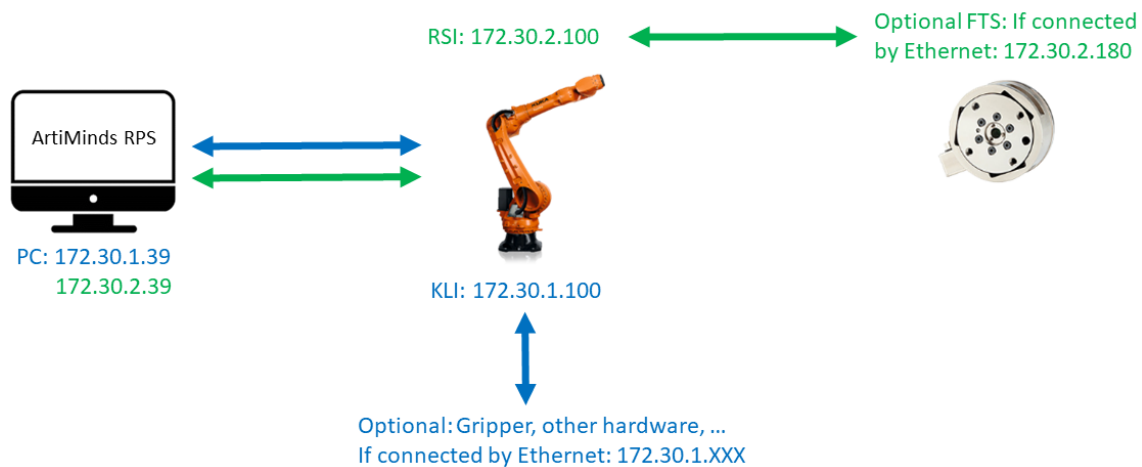 RSI: 172.30.2.100
Optional FTS: If connected
by Ethernet: 172.30.2.180
ArtiMinds RPS
PC: 172.30.1.39
172.30.2.39
KLI: 172.30.1.100
Optional: Gripper, other hardware, ...
If connected by Ethernet: 172.30.1.XXX